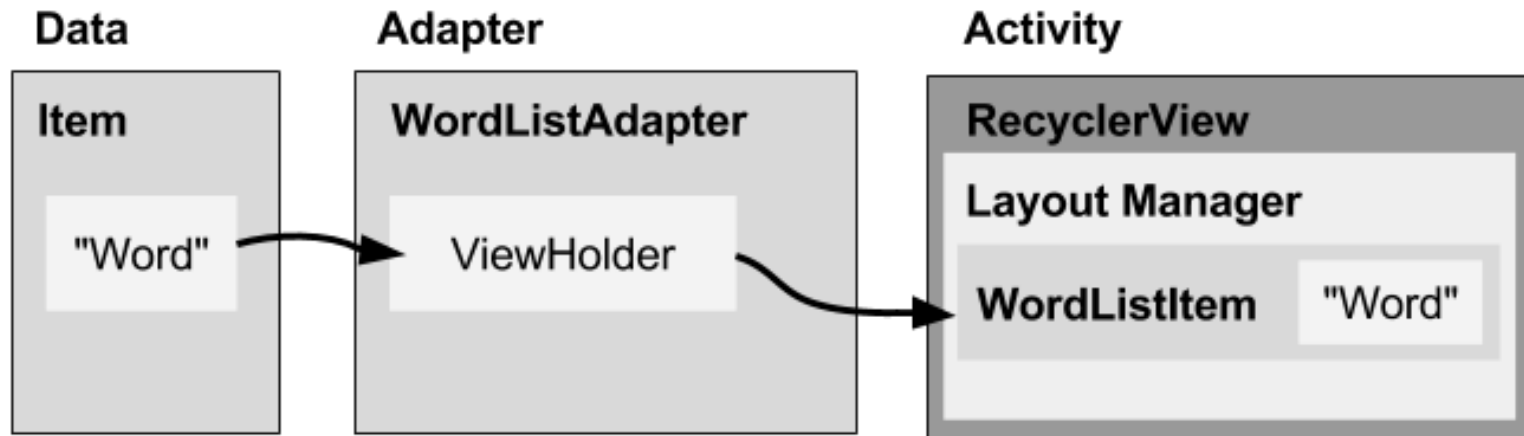 Data
Item
"Word"
Adapter
WordListAdapter
ViewHolder
Activity
RecyclerView
Layout Manager
WordListItem "Word"